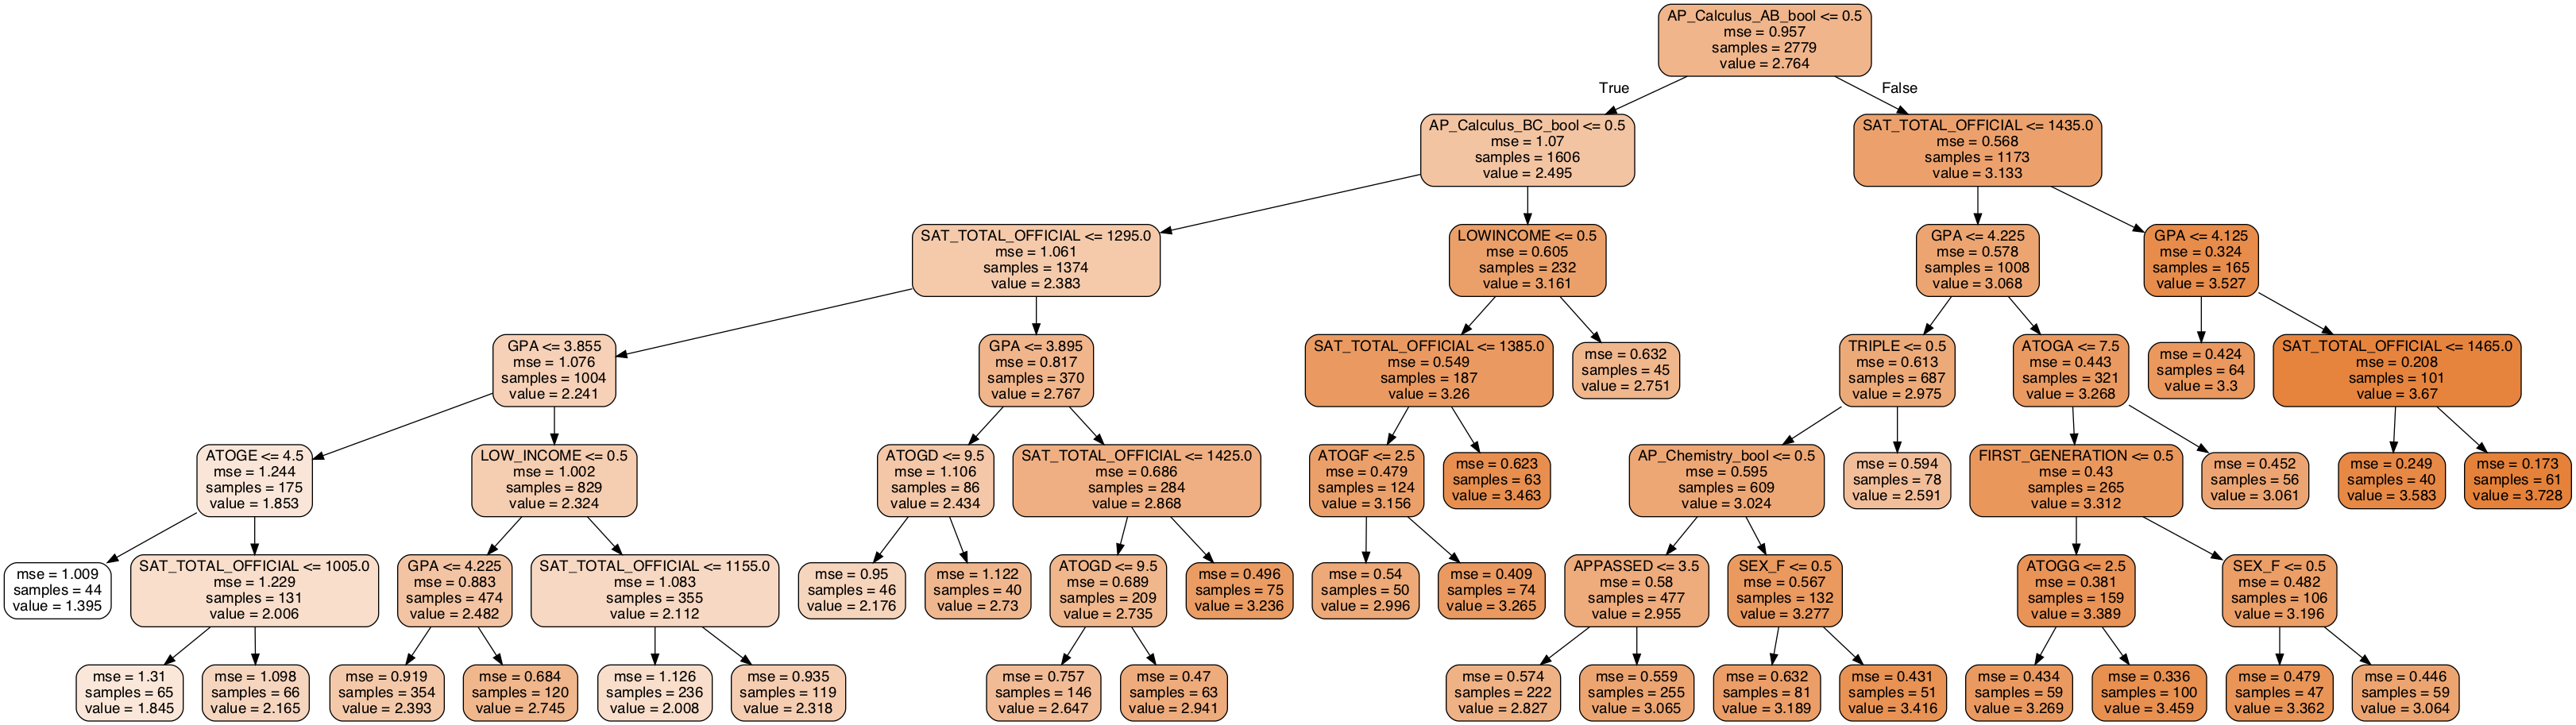 AP_Calculus_AB_bool <= 0.5
mse = 0.957
samples = 2779
value = 2.764
True
False
AP_Calculus_BC_bool <= 0.5
mse = 1.07
samples = 1606
value = 2.495
SAT_TOTAL_OFFICIAL <= 1435.0
mse = 0.568
samples = 1173
value = 3.133
SAT_TOTAL_OFFICIAL <= 1295.0
mse = 1.061
samples = 1374
value = 2.383
LOWINCOME <= 0.5
mse = 0.605
samples = 232
value = 3.161
GPA <= 4.225
mse = 0.578
samples = 1008
value = 3.068
GPA <= 4.125
mse = 0.324
samples = 165
value = 3.527
GPA <= 3.855
mse = 1.076
samples = 1004
value = 2.241
GPA <= 3.895
mse = 0.817
samples = 370
value = 2.767
SAT_TOTAL_OFFICIAL <= 1385.0
mse = 0.549
samples = 187
value = 3.26
mse = 0.632
samples = 45
value = 2.751
TRIPLE <= 0.5
mse = 0.613
samples = 687
value = 2.975
ATOGA <= 7.5
mse = 0.443
samples = 321
value = 3.268
mse = 0.424
samples = 64
value = 3.3
SAT_TOTAL_OFFICIAL <= 1465.0
mse = 0.208
samples = 101
value = 3.67
ATOGE <= 4.5
mse = 1.244
samples = 175
value = 1.853
LOW_INCOME <= 0.5
mse = 1.002
samples = 829
value = 2.324
ATOGD <= 9.5
mse = 1.106
samples = 86
value = 2.434
SAT_TOTAL_OFFICIAL <= 1425.0
mse = 0.686
samples = 284
value = 2.868
ATOGF <= 2.5
mse = 0.479
samples = 124
value = 3.156
mse = 0.623
samples = 63
value = 3.463
AP_Chemistry_bool <= 0.5
mse = 0.595
samples = 609
value = 3.024
mse = 0.594
samples = 78
value = 2.591
FIRST_GENERATION <= 0.5
mse = 0.43
samples = 265
value = 3.312
mse = 0.452
samples = 56
value = 3.061
mse = 0.249
samples = 40
value = 3.583
mse = 0.173
samples = 61
value = 3.728
mse = 1.009
samples = 44
value = 1.395
SAT_TOTAL_OFFICIAL <= 1005.0
mse = 1.229
samples = 131
value = 2.006
GPA <= 4.225
mse = 0.883
samples = 474
value = 2.482
SAT_TOTAL_OFFICIAL <= 1155.0
mse = 1.083
samples = 355
value = 2.112
mse = 0.95
samples = 46
value = 2.176
mse = 1.122
samples = 40
value = 2.73
ATOGD <= 9.5
mse = 0.689
samples = 209
value = 2.735
mse = 0.496
samples = 75
value = 3.236
mse = 0.54
samples = 50
value = 2.996
mse = 0.409
samples = 74
value = 3.265
APPASSED <= 3.5
mse = 0.58
samples = 477
value = 2.955
SEX_F <= 0.5
mse = 0.567
samples = 132
value = 3.277
ATOGG <= 2.5
mse = 0.381
samples = 159
value = 3.389
SEX_F <= 0.5
mse = 0.482
samples = 106
value = 3.196
mse = 1.31
samples = 65
value = 1.845
mse = 1.098
samples = 66
value = 2.165
mse = 0.919
samples = 354
value = 2.393
mse = 0.684
samples = 120
value = 2.745
mse = 1.126
samples = 236
value = 2.008
mse = 0.935
samples = 119
value = 2.318
mse = 0.757
samples = 146
value = 2.647
mse = 0.47
samples = 63
value = 2.941
mse = 0.574
samples = 222
value = 2.827
mse = 0.559
samples = 255
value = 3.065
mse = 0.632
samples = 81
value = 3.189
mse = 0.431
samples = 51
value = 3.416
mse = 0.434
samples = 59
value = 3.269
mse = 0.336
samples = 100
value = 3.459
mse = 0.479
samples = 47
value = 3.362
mse = 0.446
samples = 59
value = 3.064